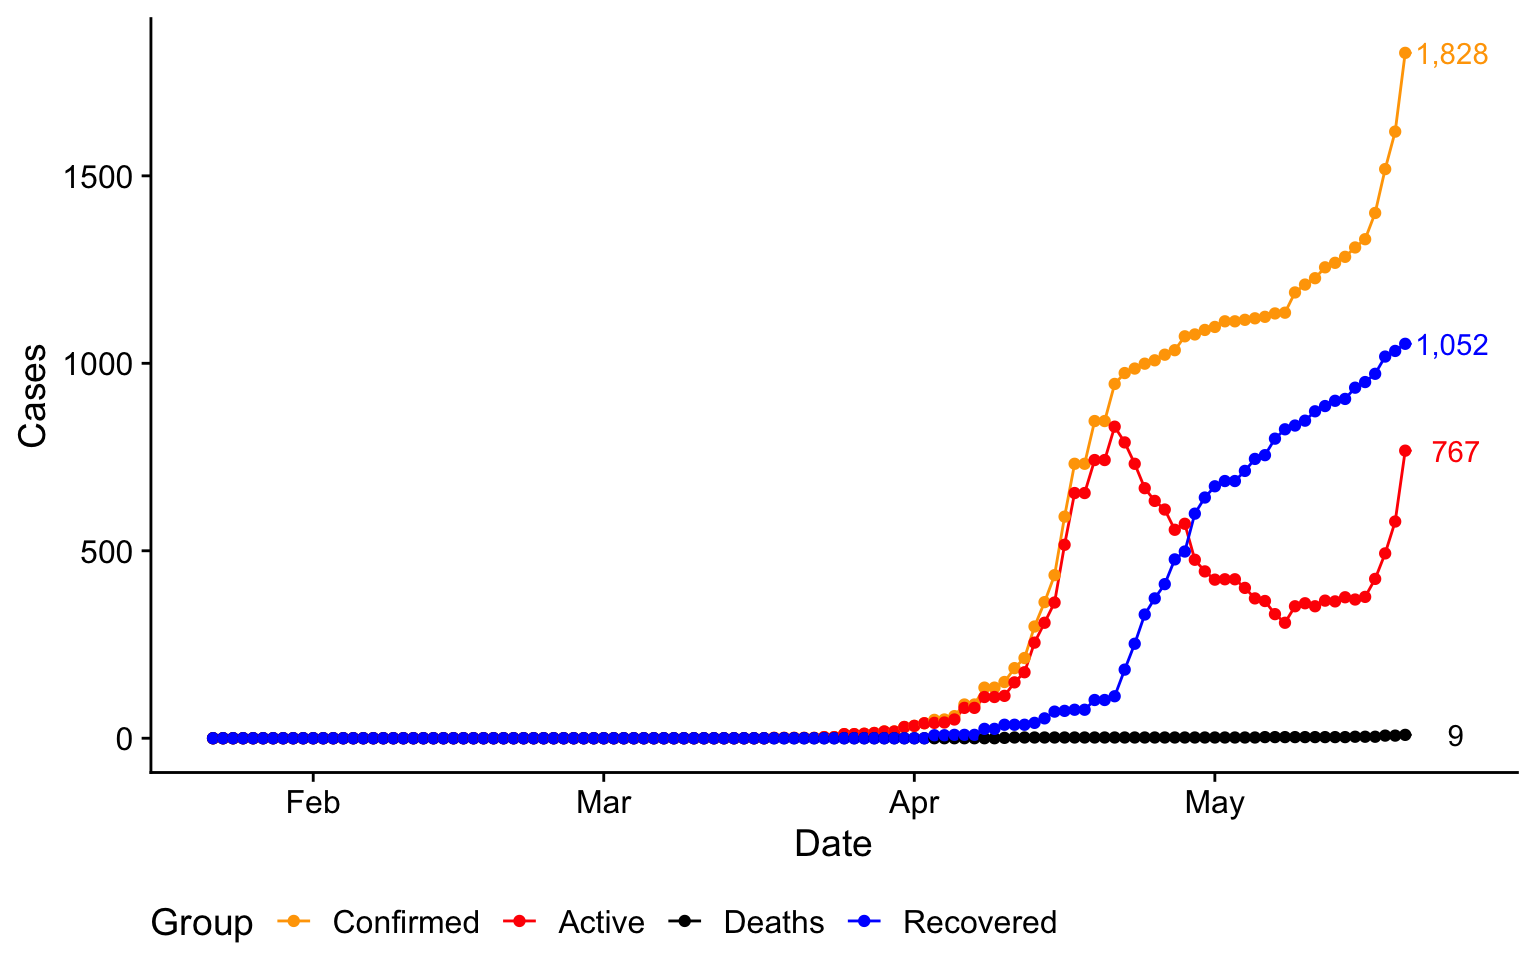 1,828
1500
1,052
1000
Cases
767
500
9
0
Feb Mar Apr May
Date
Group Confirmed Active Deaths Recovered